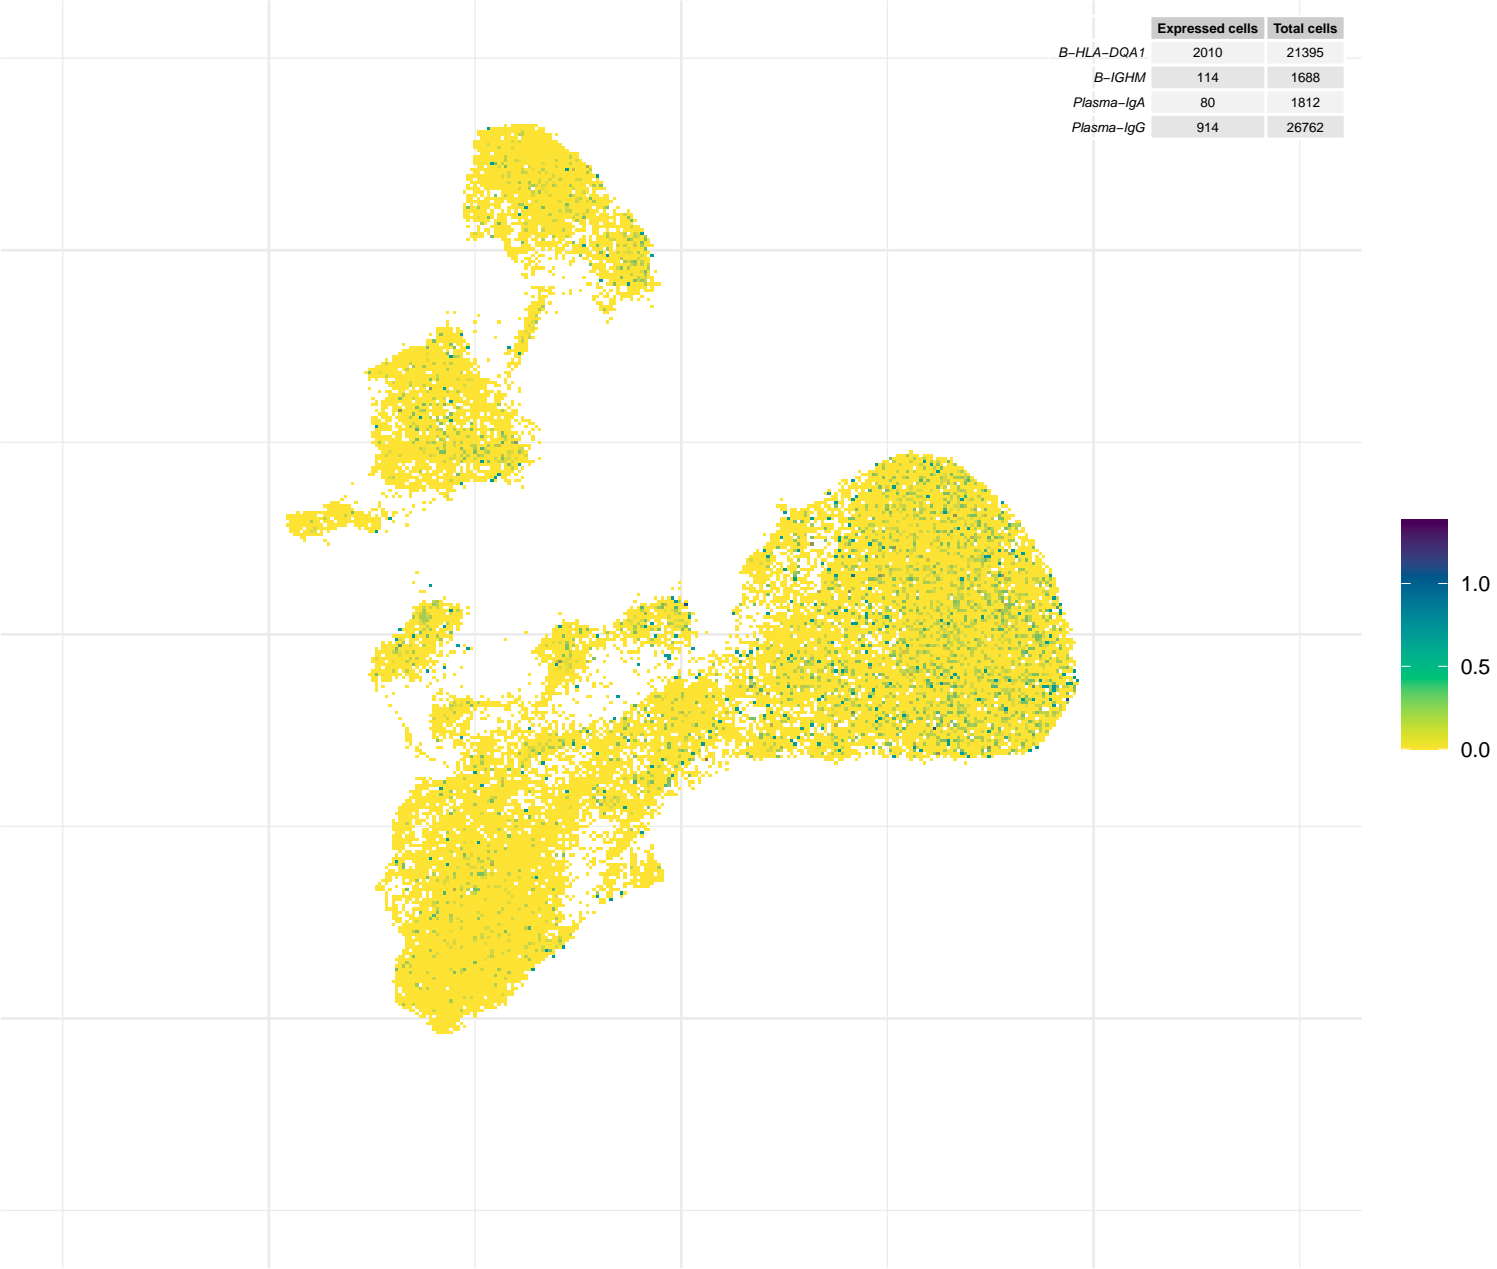 Expressed cells Total cells
B−HLA−DQA1 2010 21395
B−IGHM 114 1688
Plasma−IgA 80 1812
Plasma−IgG 914 26762
1.0
0.5
0.0